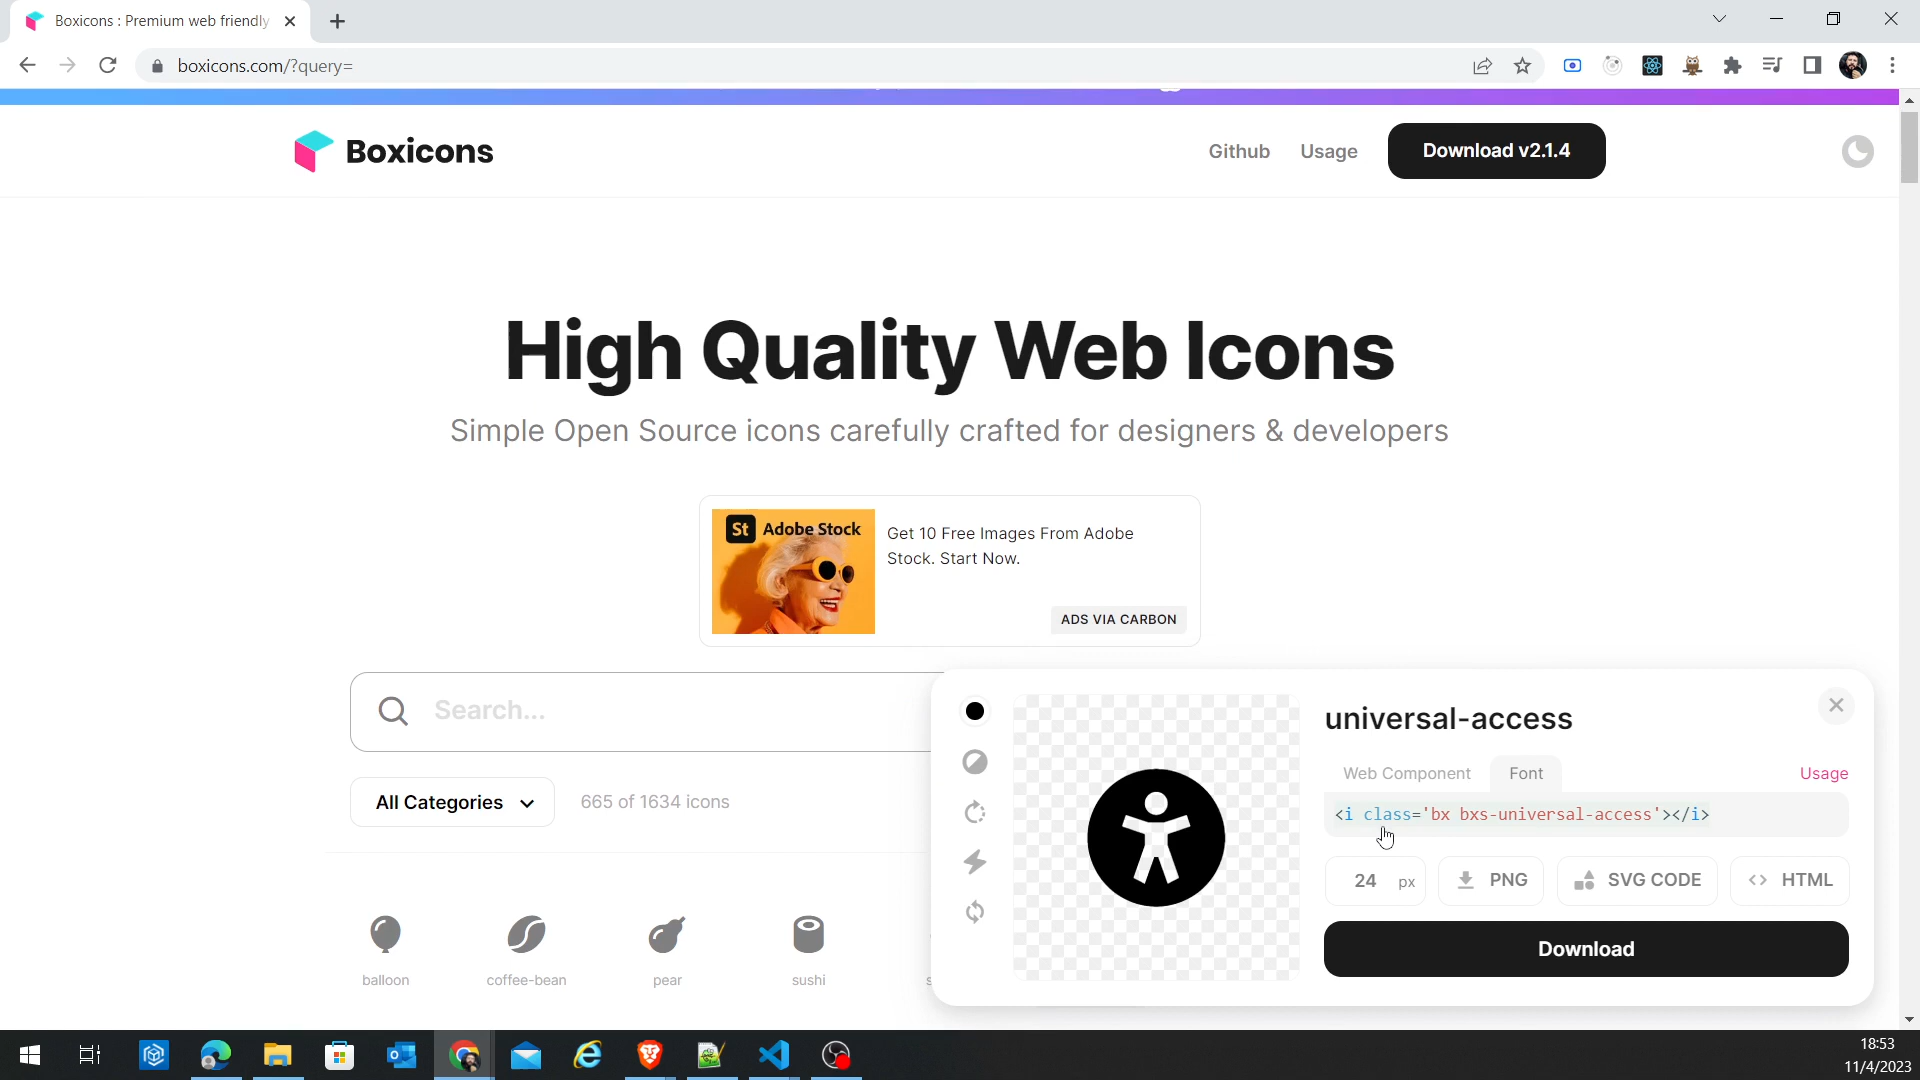 Boxicons : Premium web friendly
boxicons.com/?query=
Boxicons
Github
Usage
Download v2.1.4
High Quality Web Icons
Simple Open Source icons carefully crafted for designers & developers
St Adobe Stock
Get 10 Free Images From Adobe
Stock. Start Now.
ADS VIA CARBON
Search...
All Categories
665 of 1634 icons
balloon
coffee-bean
pear
sushi
universal-access
Web Component
Font
Usage
<i class='bx bxs-universal-access'></i>
24 px
PNG
SVG CODE
<> HTML
Download
18:53
11/4/2023